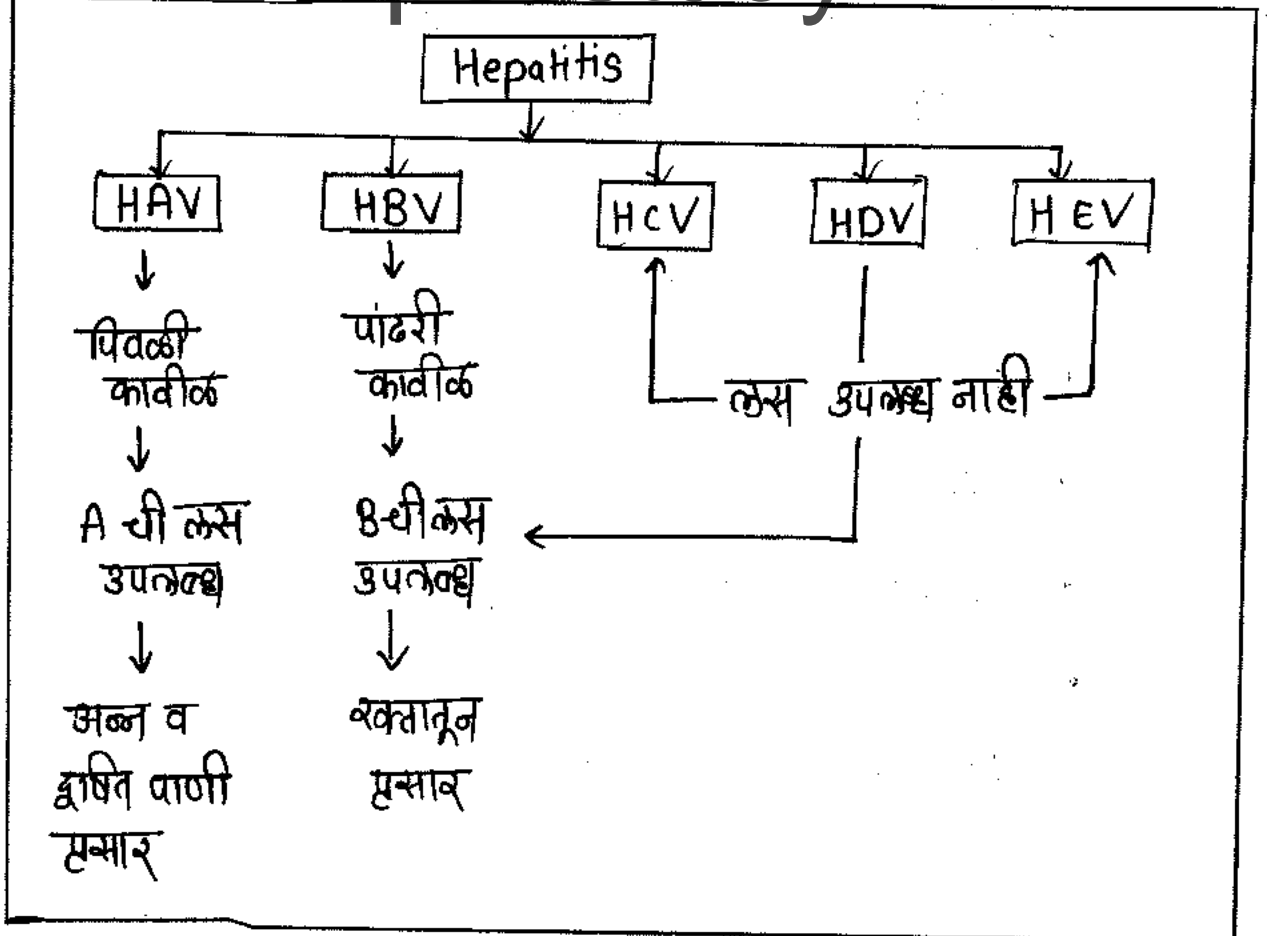 Hepatitis
HAV HBV HCV HDV HEV
पिवळी
कावीळ
पांढरी
कावीळ
लस उपलब्ध नाही
A ची लस
उपलब्ध
B ची लस
उपलब्ध
अन्न व
दूषित पाणी
प्रसार
रक्तातून
प्रसार